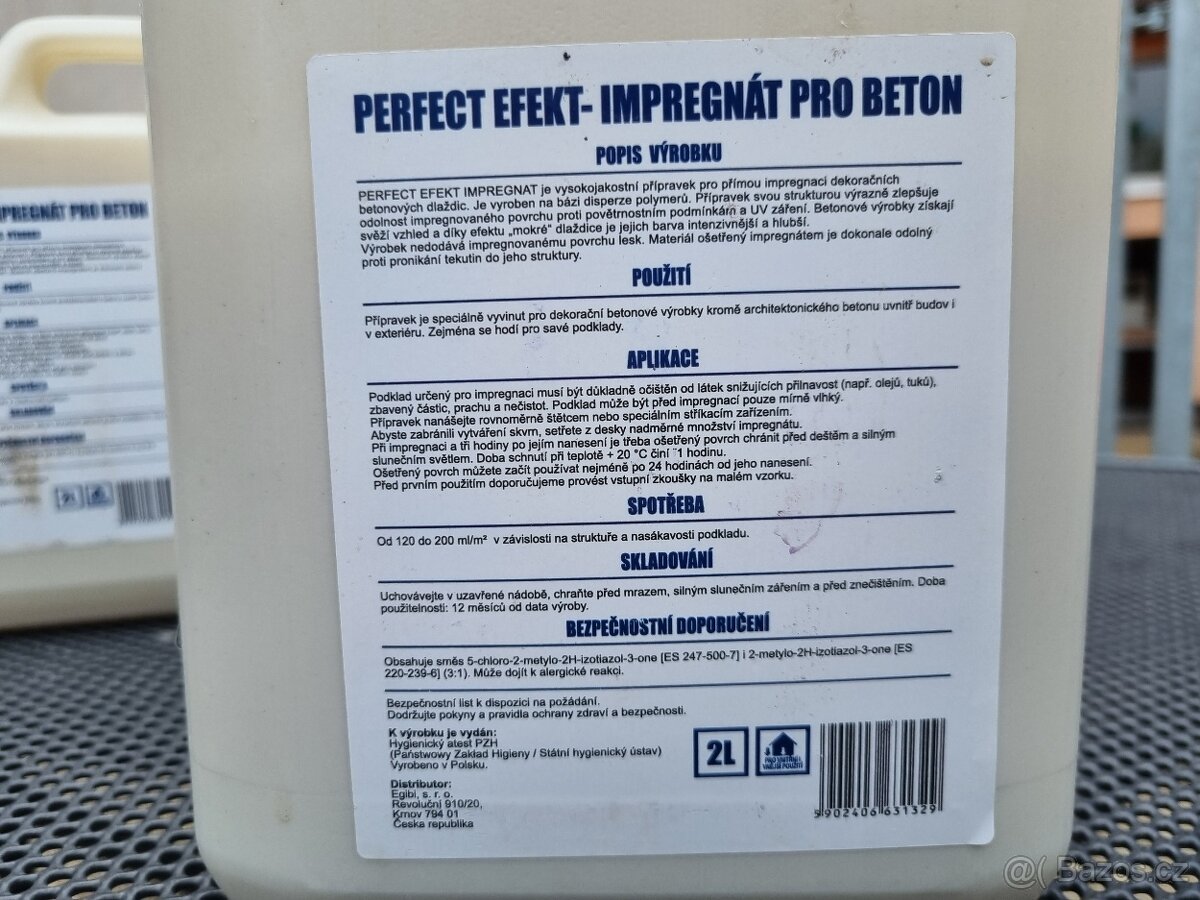 PERFECT EFEKT- IMPREGNÁT PRO BETON
POPIS VÝROBKU
PERFECT EFEKT IMPREGNAT je vysokojakostní přípravek pro přímou impregnaci dekoračních
betonových dlaždic. Je vyroben na bázi disperze polymerů. Přípravek svou strukturou výrazně zlepšuje
odolnost impregnovaného povrchu proti povětrnostním podmínkám a UV záření. Betonové výrobky získají
svěží vzhled a díky efektu „mokré“ dlaždice je jejich barva intenzivnější a hlubší.
Výrobek nedodává impregnovanému povrchu lesk. Materiál ošetřený impregnátem je dokonale odolný
proti pronikání tekutin do jeho struktury.
POUŽITÍ
Přípravek je speciálně vyvinut pro dekorační betonové výrobky kromě architektonického betonu uvnitř budov i
v exteriéru. Zejména se hodí pro savé podklady.
APLIKACE
Podklad určený pro impregnaci musí být důkladně očištěn od látek snižujících přilnavost (např. olejů, tuků),
zbavený částic, prachu a nečistot. Podklad může být před impregnací pouze mírně vlhký.
Přípravek nanášejte rovnoměrně štětcem nebo speciálním stříkacím zařízením.
Abyste zabránili vytváření skvrn, setřete z desky nadměrné množství impregnátu.
Při impregnaci a tři hodiny po jejím nanesení je třeba ošetřený povrch chránit před deštěm a silným
slunečním světlem. Doba schnutí při teplotě + 20 °C činí ~1 hodinu.
Ošetřený povrch můžete začít používat nejméně po 24 hodinách od jeho nanesení.
Před prvním použitím doporučujeme provést vstupní zkoušky na malém vzorku.
SPOTŘEBA
Od 120 do 200 ml/m² v závislosti na struktuře a nasákavosti podkladu.
SKLADOVÁNÍ
Uchovávejte v uzavřené nádobě, chraňte před mrazem, silným slunečním zářením a před znečištěním. Doba
použitelnosti: 12 měsíců od data výroby.
BEZPEČNOSTNÍ DOPORUČENÍ
Obsahuje směs 5-chloro-2-metylo-2H-izotiazol-3-one [ES 247-500-7] i 2-metylo-2H-izotiazol-3-one [ES
220-239-6] (3:1). Může dojít k alergické reakci.
Bezpečnostní list k dispozici na požádání.
Dodržujte pokyny a pravidla ochrany zdraví a bezpečnosti.
K výrobku je vydán:
Hygienický atest PZH
(Państwowy Zakład Higieny / Státní hygienický ústav)
Vyrobeno v Polsku.
Distributor:
Egibi, s. r. o.
Revoluční 910/20,
Krnov 794 01
Česka republika
2L
PRO VNITŘNÍ I
VNĚJŠÍ POUŽITÍ
5902406631329
PREGNÁT PRO BETON
2L
@( Bazos.cz